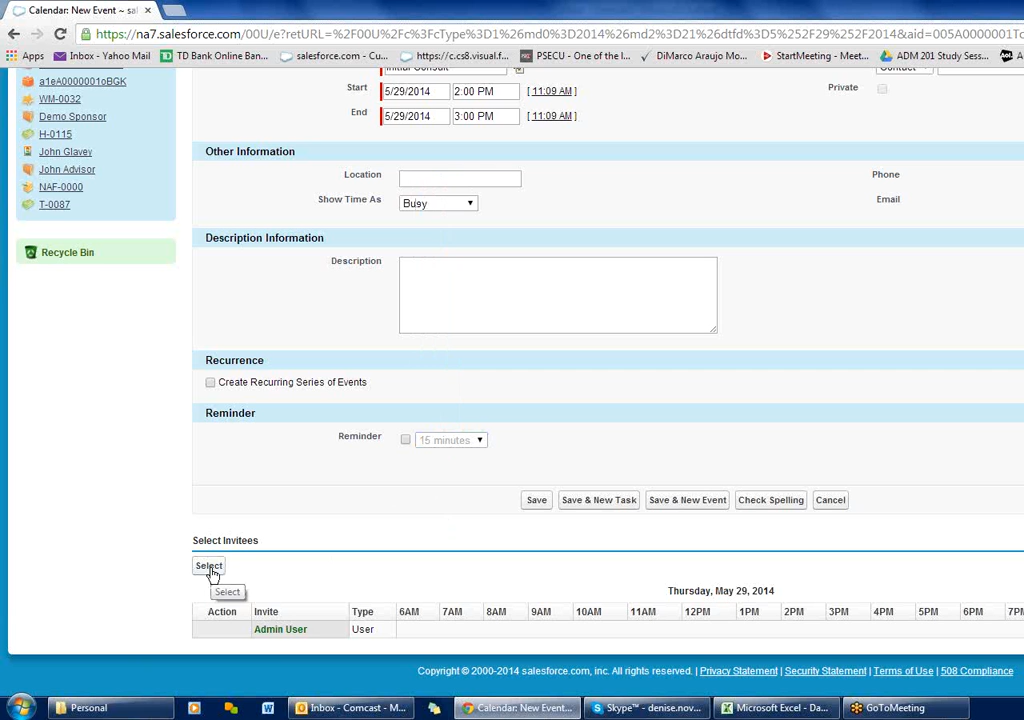 Calendar: New Event ~ sal
https://na7.salesforce.com/00U/e?retURL=%2F00U%2Fc%3FcType%3D1%26md0%3D2014%26md2%3D21%26dtfd%3D5%252F29%252F2014&aid=005A0000001To
Apps Inbox - Yahoo Mail TD Bank Online Ban... salesforce.com - Cu... https://c.cs8.visual.f... PSECU - One of the l... DiMarco Araujo Mo... StartMeeting - Meet... ADM 201 Study Sess...
a1eA0000001oBGK
WM-0032
Demo Sponsor
H-0115
John Glavey
John Advisor
NAF-0000
T-0087
Recycle Bin
Initial Consult Contact
Start 5/29/2014 2:00 PM [ 11:09 AM ] Private
End 5/29/2014 3:00 PM [ 11:09 AM ]
Other Information
Location Phone
Show Time As Busy Email
Description Information
Description
Recurrence
Create Recurring Series of Events
Reminder
Reminder 15 minutes
Save Save & New Task Save & New Event Check Spelling Cancel
Select Invitees
Select
Select
Thursday, May 29, 2014
Action Invite Type 6AM 7AM 8AM 9AM 10AM 11AM 12PM 1PM 2PM 3PM 4PM 5PM 6PM 7P
Admin User User
Copyright © 2000-2014 salesforce.com, inc. All rights reserved. | Privacy Statement | Security Statement | Terms of Use | 508 Compliance
Personal Inbox - Comcast - M... Calendar: New Event... Skype™ - denise.nov... Microsoft Excel - Da... GoToMeeting